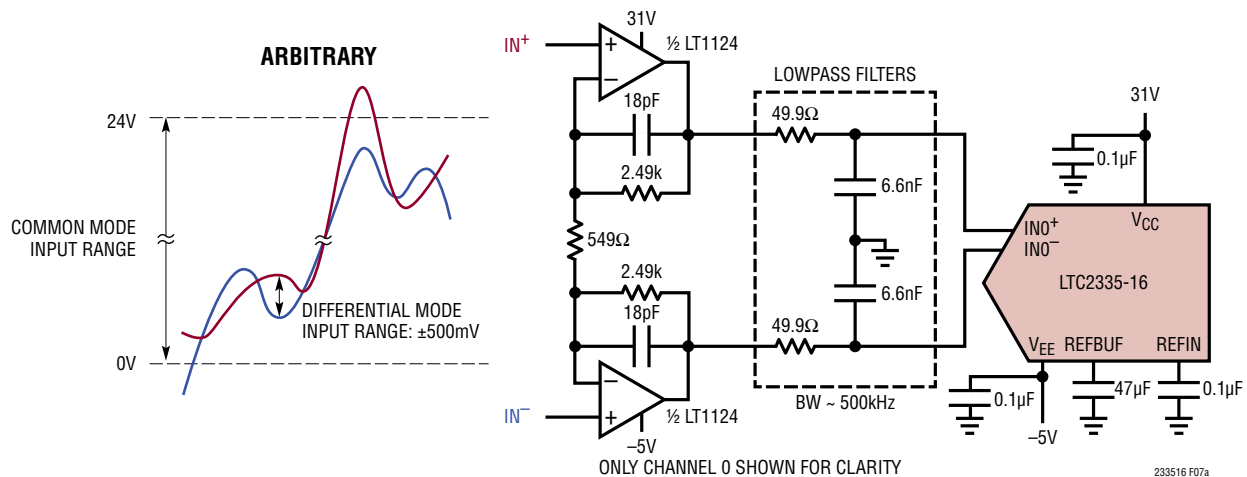 ARBITRARY
24V
COMMON MODE
INPUT RANGE
DIFFERENTIAL MODE
INPUT RANGE: ±500mV
0V
IN+
31V
½ LT1124
+
–
18pF
2.49k
549Ω
2.49k
18pF
–
+
IN–
½ LT1124
–5V
LOWPASS FILTERS
49.9Ω
6.6nF
6.6nF
49.9Ω
BW ~ 500kHz
31V
0.1µF
VCC
IN0+
IN0–
LTC2335-16
VEE REFBUF REFIN
0.1µF
47µF
0.1µF
–5V
ONLY CHANNEL 0 SHOWN FOR CLARITY
233516 F07a